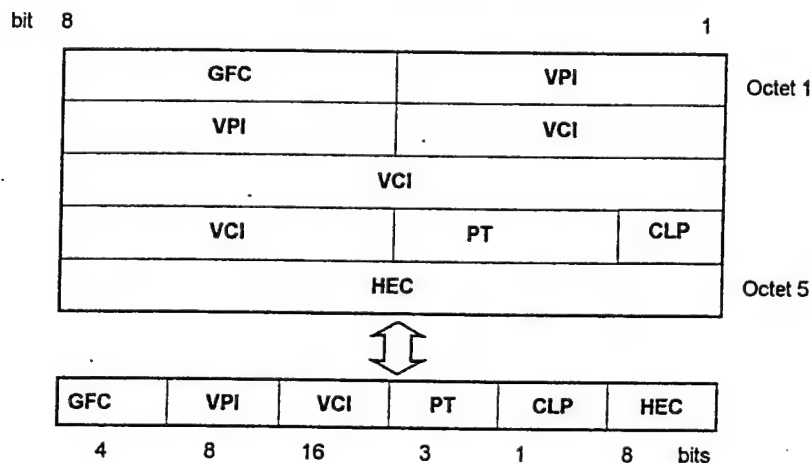 bit 8 1
GFC VPI Octet 1
VPI VCI
VCI
VCI PT CLP
HEC Octet 5
GFC VPI VCI PT CLP HEC
4 8 16 3 1 8 bits